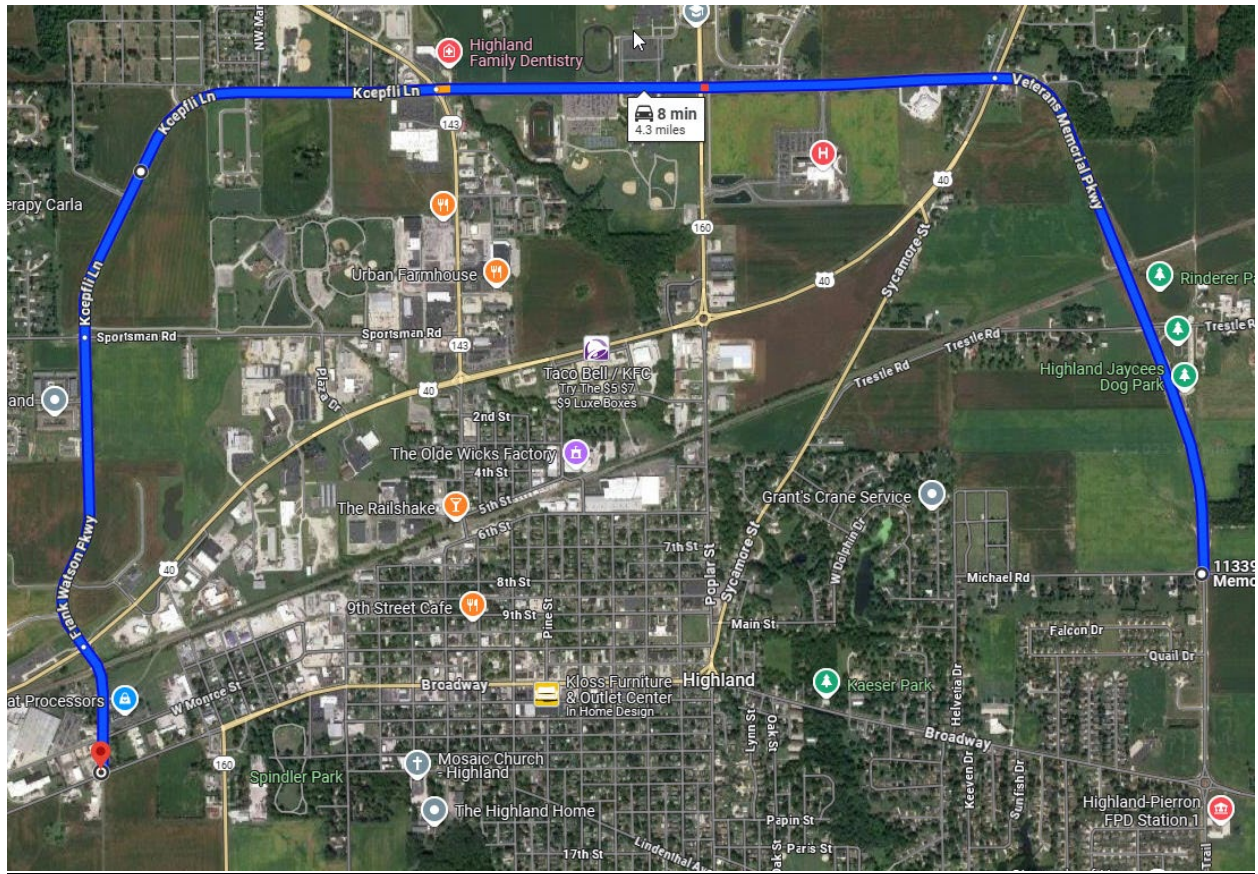 NW Mar
Highland
Family Dentistry
Koepfli Ln
Koepfli Ln
143
8 min
4.3 miles
Veterans Memorial Pkwy
H
40
erapy Carla
160
Sycamore St
Urban Farmhouse
40
Rinderer Pa
Koepfli Ln
Sportsman Rd
Sportsman Rd
143
Trestle Rd
Trestle R
Taco Bell / KFC
Try The $5 $7
$9 Luxe Boxes
Highland Jaycees
Dog Park
Trestle Rd
Plaza Dr
40
and
2nd St
The Olde Wicks Factory
4th St
The Railshake
5th St
6th St
Grant's Crane Service
Frank Watson Pkwy
40
7th St
Poplar St
Sycamore St
W Dolphin Dr
8th St
Michael Rd
11339
Memo
9th Street Cafe
9th St
Pine St
Main St
Falcon Dr
Quail Dr
at Processors
W Monroe St
Broadway
Kloss Furniture
& Outlet Center
In Home Design ...
Highland
Kaeser Park
Helvetia Dr
Broadway
160
Spindler Park
Mosaic Church
- Highland
Lynn St
Oak St
Keeven Dr
Sunfish Dr
The Highland Home
Highland-Pierron
FPD Station 1
Papin St
Paris St
17th St
Lindenthal Av
Oak St
Trail